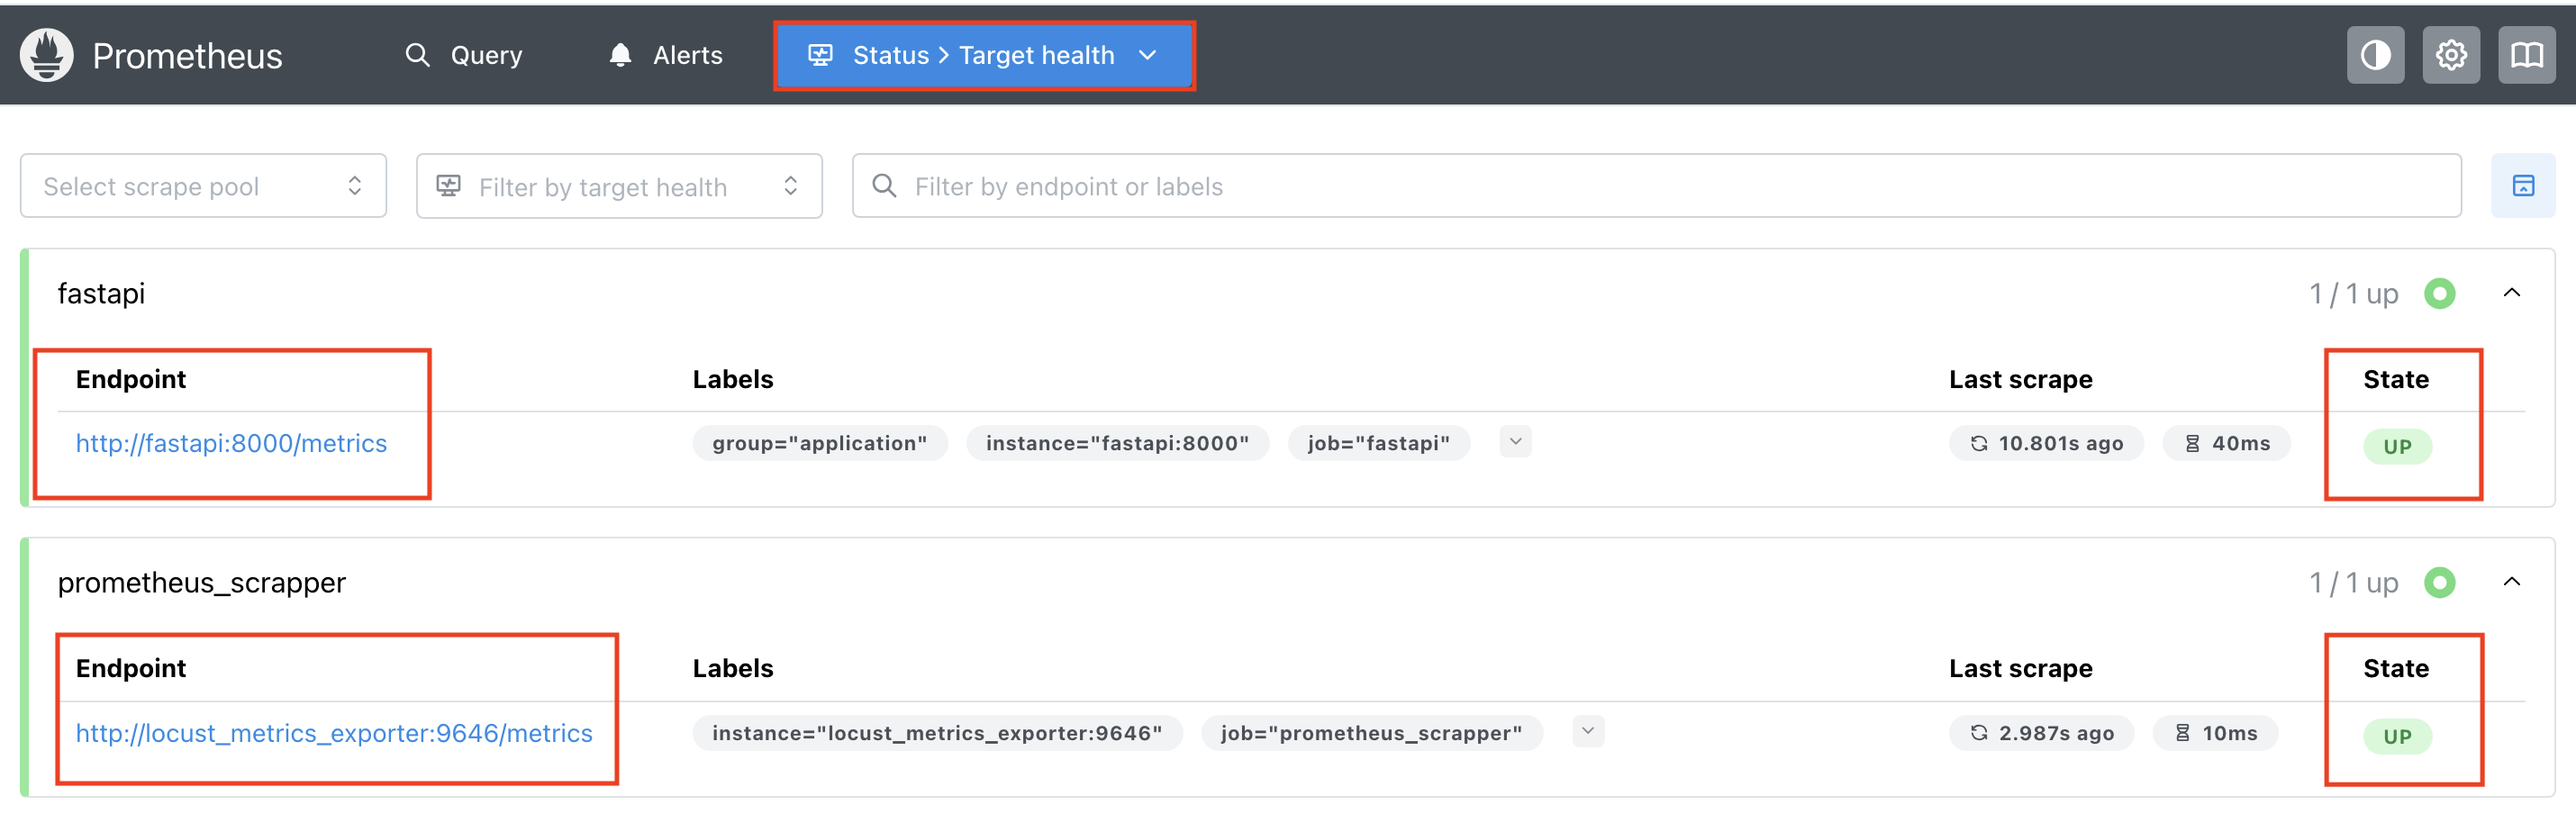 Prometheus Query Alerts Status > Target health
Select scrape pool Filter by target health Filter by endpoint or labels
fastapi 1 / 1 up
Endpoint Labels Last scrape State
http://fastapi:8000/metrics group="application" instance="fastapi:8000" job="fastapi" 10.801s ago 40ms UP
prometheus_scrapper 1 / 1 up
Endpoint Labels Last scrape State
http://locust_metrics_exporter:9646/metrics instance="locust_metrics_exporter:9646" job="prometheus_scrapper" 2.987s ago 10ms UP